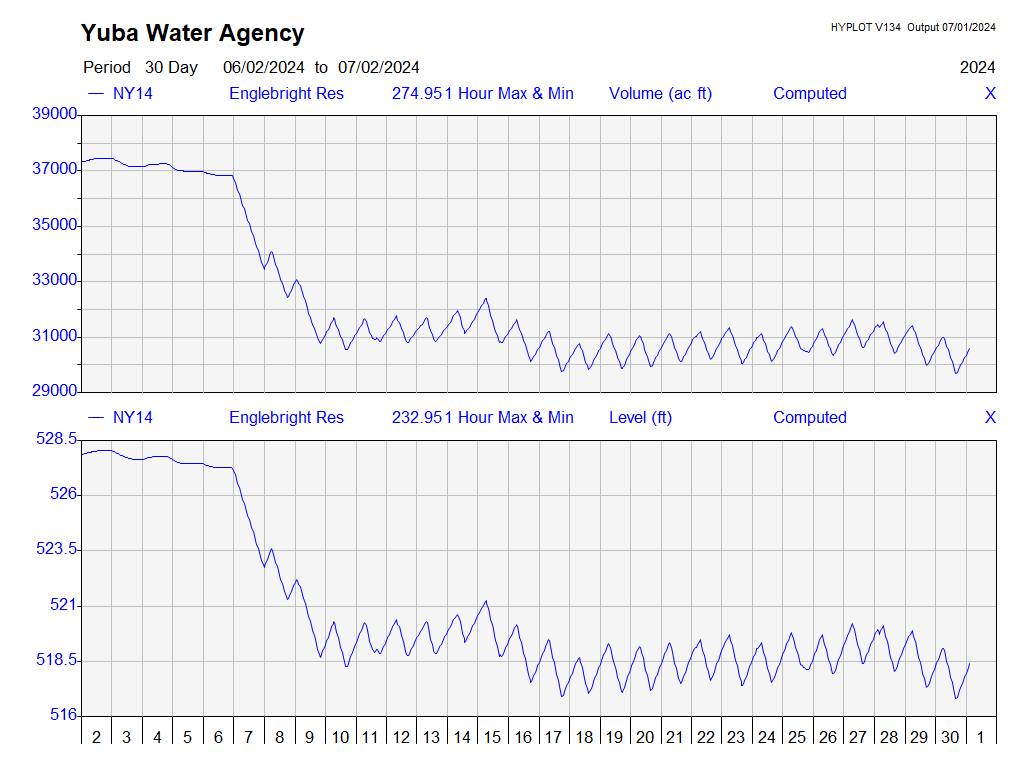 Yuba Water Agency
HYPLOT V134 Output 07/01/2024
Period 30 Day 06/02/2024 to 07/02/2024
2024
NY14 Englebright Res 274.951 Hour Max & Min Volume (ac ft) Computed X
39000
37000
35000
33000
31000
29000
NY14 Englebright Res 232.951 Hour Max & Min Level (ft) Computed X
528.5
526
523.5
521
518.5
516
2 3 4 5 6 7 8 9 10 11 12 13 14 15 16 17 18 19 20 21 22 23 24 25 26 27 28 29 30 1